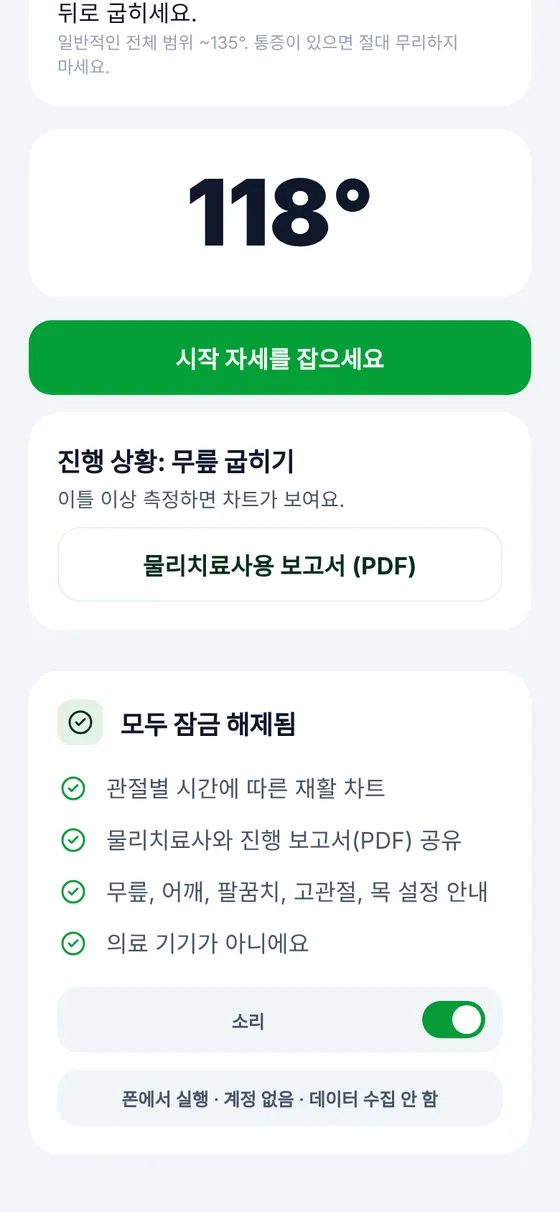 뒤로 굽히세요.
일반적인 전체 범위 ~135°. 통증이 있으면 절대 무리하지
마세요.
118°
시작 자세를 잡으세요
진행 상황: 무릎 굽히기
이틀 이상 측정하면 차트가 보여요.
물리치료사용 보고서 (PDF)
모두 잠금 해제됨
관절별 시간에 따른 재활 차트
물리치료사와 진행 보고서(PDF) 공유
무릎, 어깨, 팔꿈치, 고관절, 목 설정 안내
의료 기기가 아니에요
소리
폰에서 실행 · 계정 없음 · 데이터 수집 안 함